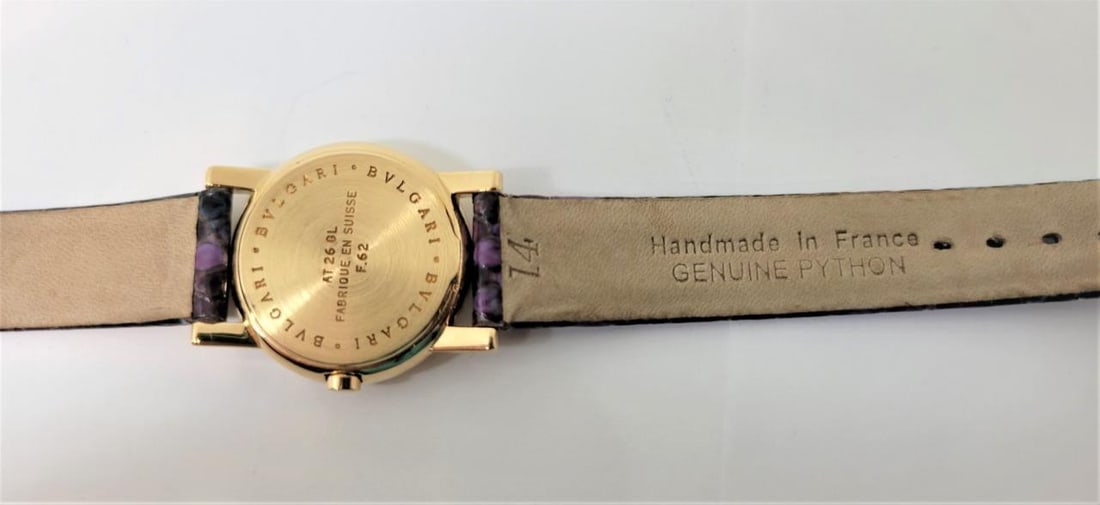 BVLGARI • BVLGARI • BVLGARI • BVLGARI •
AT 26 GL
FABRIQUE EN SUISSE
F.62
14
Handmade in France
GENUINE PYTHON